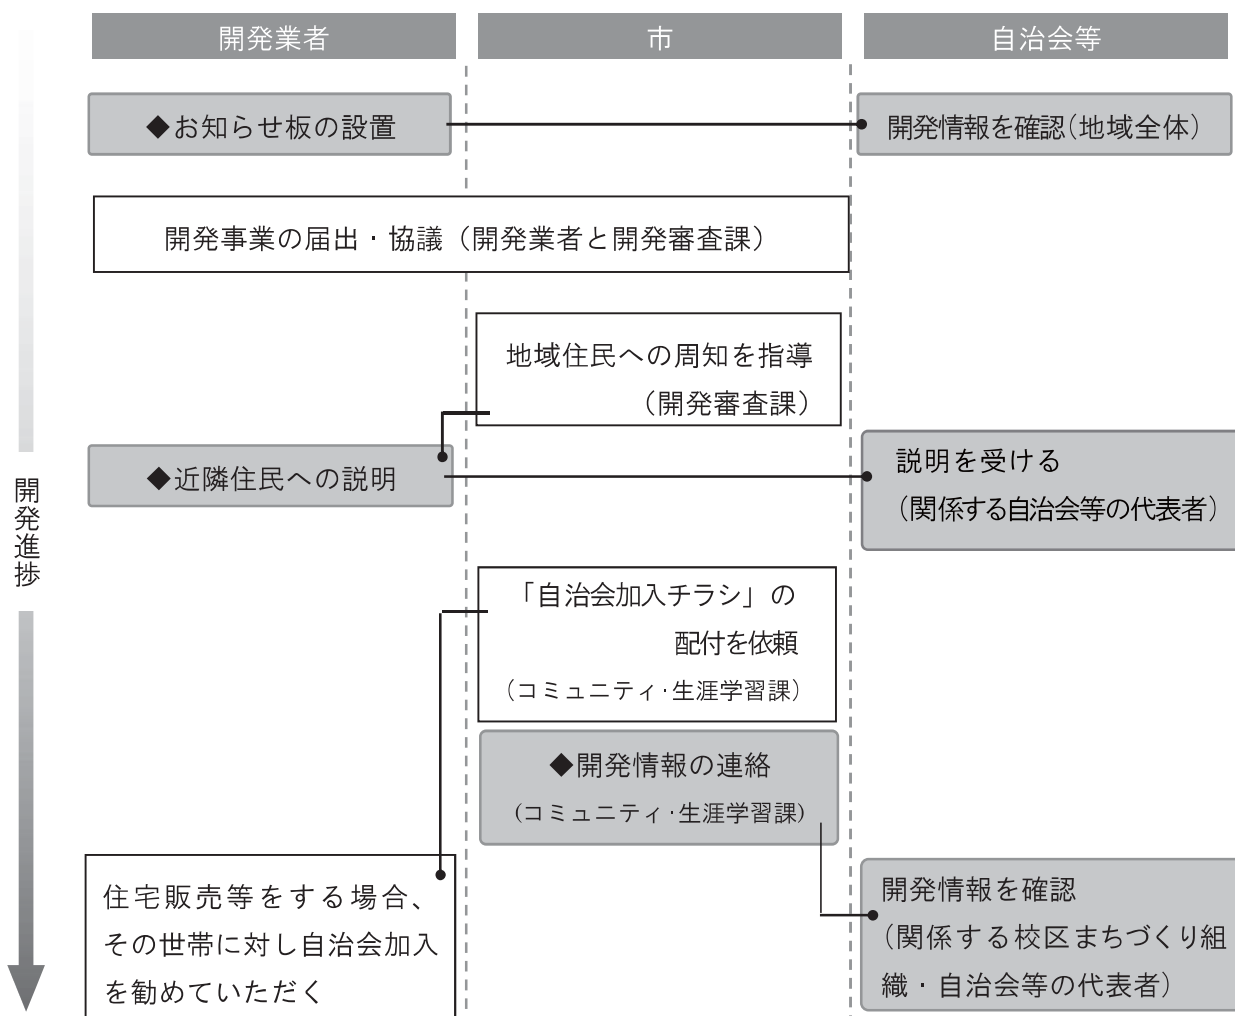 開発業者
市
自治会等
◆お知らせ板の設置
開発情報を確認（地域全体）
開発事業の届出・協議（開発業者と開発審査課）
地域住民への周知を指導
（開発審査課）
◆近隣住民への説明
説明を受ける
（関係する自治会等の代表者）
開発進捗
「自治会加入チラシ」の
配付を依頼
（コミュニティ・生涯学習課）
◆開発情報の連絡
（コミュニティ・生涯学習課）
住宅販売等をする場合、
その世帯に対し自治会加入
を勧めていただく
開発情報を確認
（関係する校区まちづくり組
織・自治会等の代表者）